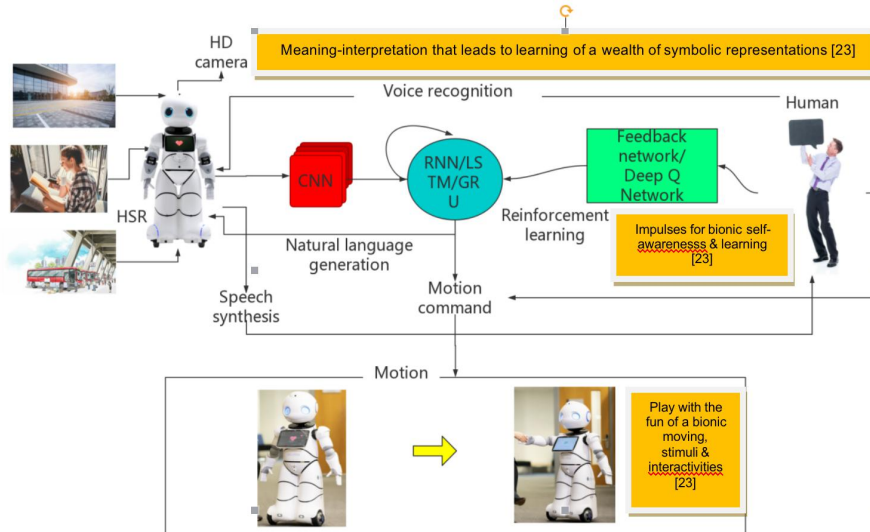 HD
camera
Meaning-interpretation that leads to learning of a wealth of symbolic representations [23]
Voice recognition
Human
CNN
RNN/LS
TM/GR
U
Feedback
network/
Deep Q
Network
HSR
Reinforcement
learning
Impulses for bionic self-
awarenesss & learning
[23]
Natural language
generation
Speech
synthesis
Motion
command
Motion
Play with the
fun of a bionic
moving,
stimuli &
interactivities
[23]